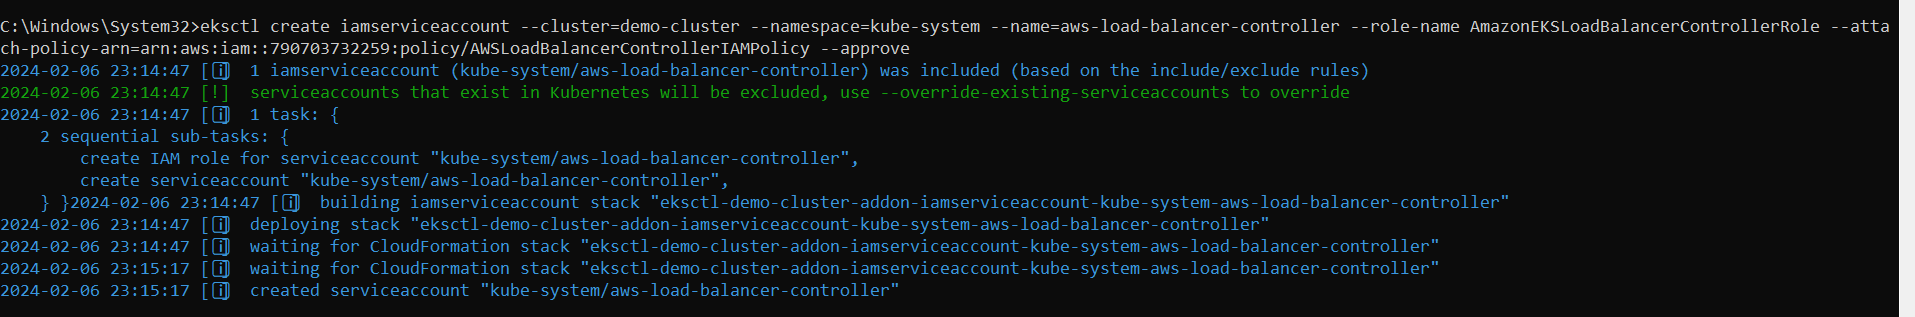 C:\Windows\System32>eksctl create iamserviceaccount --cluster=demo-cluster --namespace=kube-system --name=aws-load-balancer-controller --role-name AmazonEKSLoadBalancerControllerRole --atta
ch-policy-arn=arn:aws:iam::790703732259:policy/AWSLoadBalancerControllerIAMPolicy --approve
2024-02-06 23:14:47 [ℹ]  1 iamserviceaccount (kube-system/aws-load-balancer-controller) was included (based on the include/exclude rules)
2024-02-06 23:14:47 [!]  serviceaccounts that exist in Kubernetes will be excluded, use --override-existing-serviceaccounts to override
2024-02-06 23:14:47 [ℹ]  1 task: {
    2 sequential sub-tasks: {
        create IAM role for serviceaccount "kube-system/aws-load-balancer-controller",
        create serviceaccount "kube-system/aws-load-balancer-controller",
    } }2024-02-06 23:14:47 [ℹ]  building iamserviceaccount stack "eksctl-demo-cluster-addon-iamserviceaccount-kube-system-aws-load-balancer-controller"
2024-02-06 23:14:47 [ℹ]  deploying stack "eksctl-demo-cluster-addon-iamserviceaccount-kube-system-aws-load-balancer-controller"
2024-02-06 23:14:47 [ℹ]  waiting for CloudFormation stack "eksctl-demo-cluster-addon-iamserviceaccount-kube-system-aws-load-balancer-controller"
2024-02-06 23:15:17 [ℹ]  waiting for CloudFormation stack "eksctl-demo-cluster-addon-iamserviceaccount-kube-system-aws-load-balancer-controller"
2024-02-06 23:15:17 [ℹ]  created serviceaccount "kube-system/aws-load-balancer-controller"